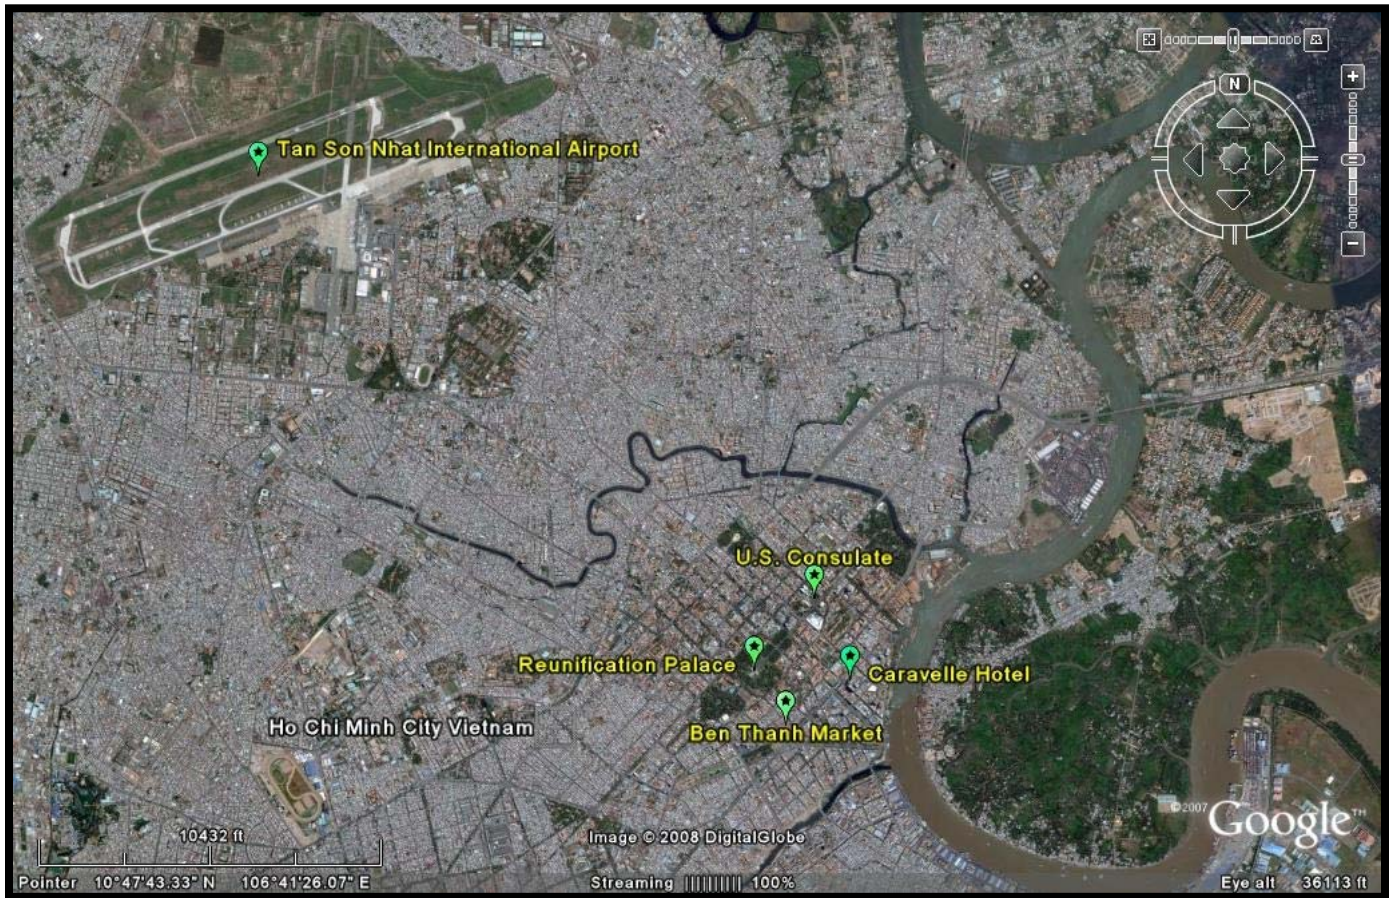 N
Tan Son Nhat International Airport
U.S. Consulate
Reunification Palace
Caravelle Hotel
Ben Thanh Market
Ho Chi Minh City Vietnam
©2007 Google™
10432 ft
Image © 2008 DigitalGlobe
Pointer 10°47'43.33" N 106°41'26.07" E Streaming |||||||||| 100% Eye alt 36113 ft